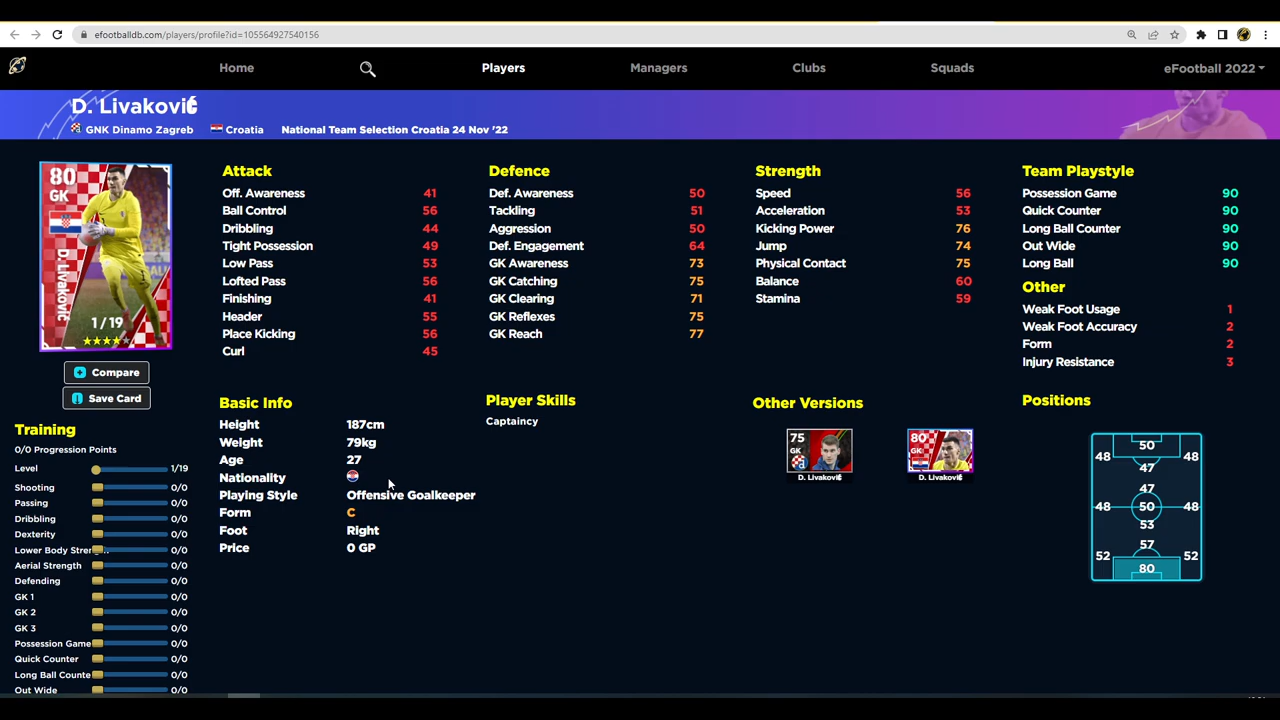 efootballdb.com/players/profile?id=105564927540156
Home Players Managers Clubs Squads eFootball 2022
D. Livaković
GNK Dinamo Zagreb Croatia National Team Selection Croatia 24 Nov '22
80
GK
D. Livaković
1 / 19
Compare
Save Card
Training
0/0 Progression Points
Level 1/19
Shooting 0/0
Passing 0/0
Dribbling 0/0
Dexterity 0/0
Lower Body Stren 0/0
Aerial Strength 0/0
Defending 0/0
GK 1 0/0
GK 2 0/0
GK 3 0/0
Possession Game 0/0
Quick Counter 0/0
Long Ball Counte 0/0
Out Wide 0/0
Attack
Off. Awareness 41
Ball Control 56
Dribbling 44
Tight Possession 49
Low Pass 53
Lofted Pass 56
Finishing 41
Header 55
Place Kicking 56
Curl 45
Defence
Def. Awareness 50
Tackling 51
Aggression 50
Def. Engagement 64
GK Awareness 73
GK Catching 75
GK Clearing 71
GK Reflexes 75
GK Reach 77
Strength
Speed 56
Acceleration 53
Kicking Power 76
Jump 74
Physical Contact 75
Balance 60
Stamina 59
Team Playstyle
Possession Game 90
Quick Counter 90
Long Ball Counter 90
Out Wide 90
Long Ball 90
Other
Weak Foot Usage 1
Weak Foot Accuracy 2
Form 2
Injury Resistance 3
Basic Info
Height 187cm
Weight 79kg
Age 27
Nationality
Playing Style Offensive Goalkeeper
Form C
Foot Right
Price 0 GP
Player Skills
Captaincy
Other Versions
75
GK
D. Livaković
80
GK
D. Livaković
Positions
50
48 48
47
47
48 50 48
53
57
52 52
80